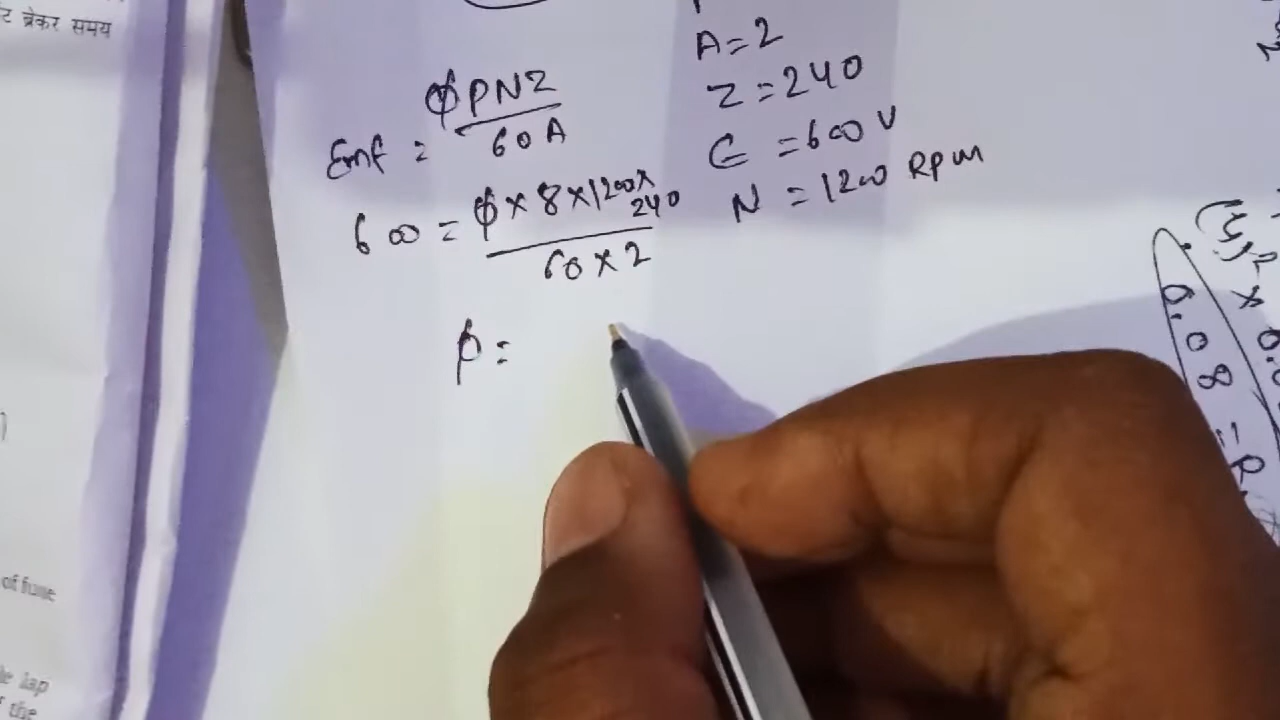 ब्रेकर समय
A=2
Z=240
E=600 V
N=1200 Rpm
Emf = ϕPNZ
60A
600 = ϕ×8×1200×
240
60×2
ϕ=
0.08
of fuse
lap
the